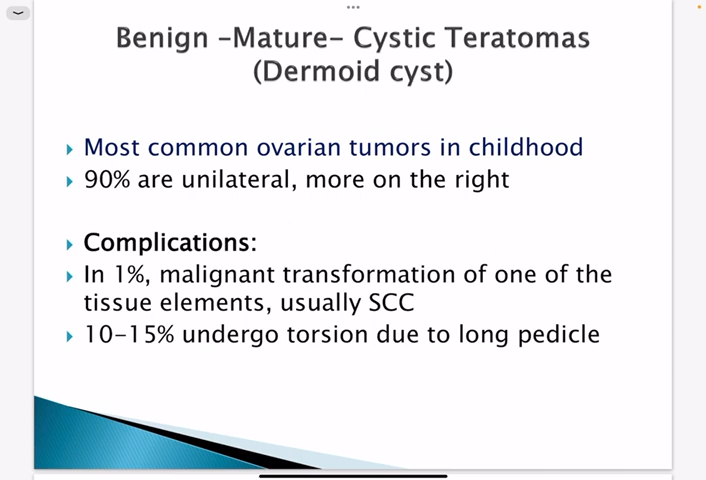 Benign -Mature- Cystic Teratomas
(Dermoid cyst)
Most common ovarian tumors in childhood
90% are unilateral, more on the right
Complications:
In 1%, malignant transformation of one of the
tissue elements, usually SCC
10-15% undergo torsion due to long pedicle